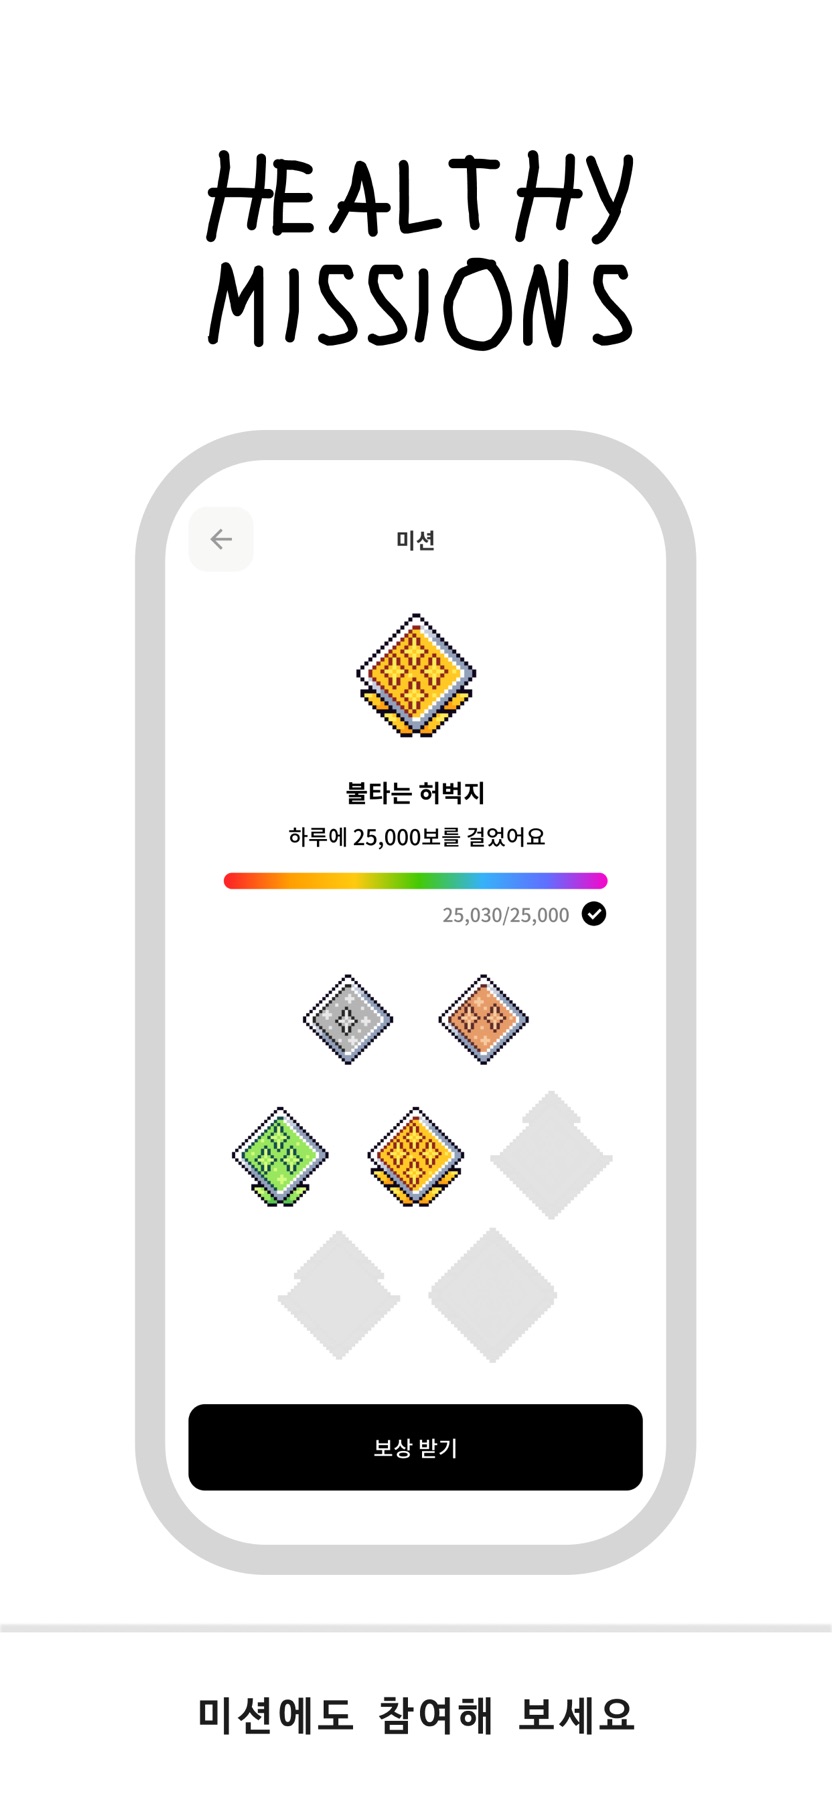 HEALTHY
MISSIONS
미션
불타는 허벅지
하루에 25,000보를 걸었어요
25,030/25,000
보상 받기
미션에도 참여해 보세요